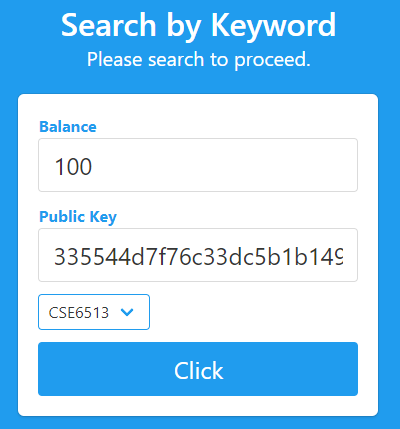 Search by Keyword
Please search to proceed.
Balance
100
Public Key
335544d7f76c33dc5b1b149
CSE6513
Click